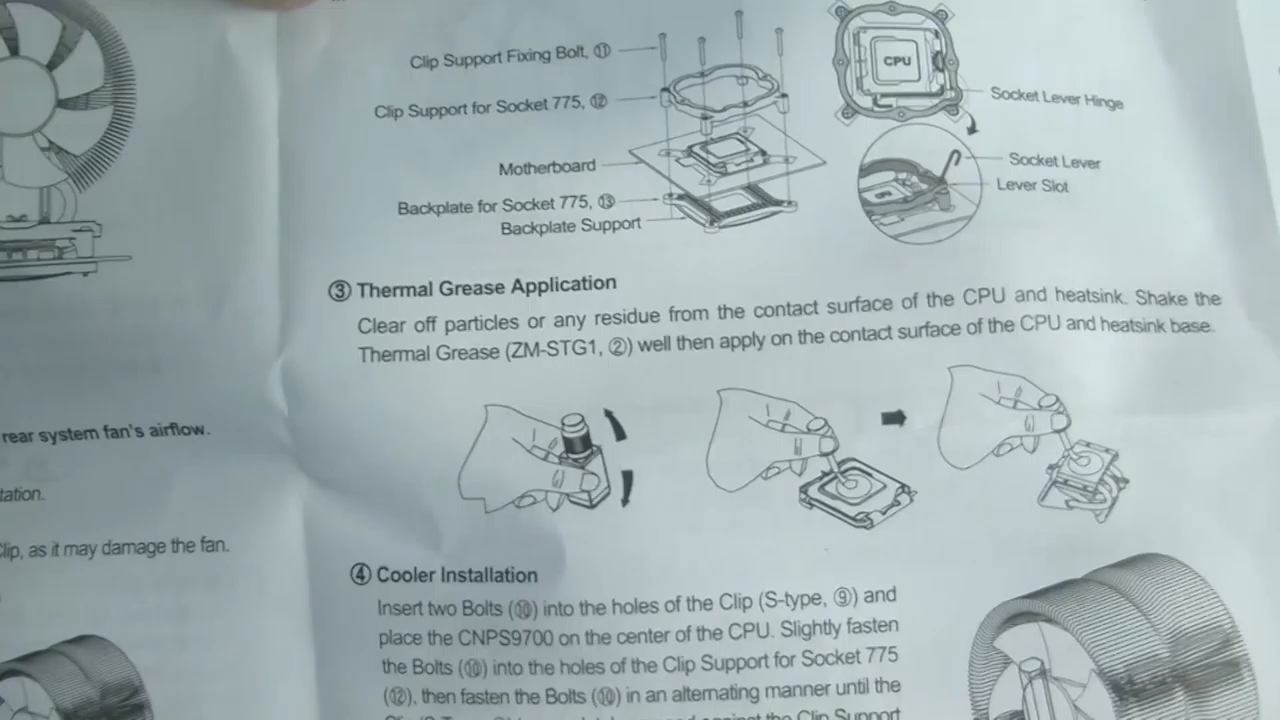 Clip Support Fixing Bolt, ⑪
Clip Support for Socket 775, ⑫
Motherboard
Backplate for Socket 775, ⑬
Backplate Support
CPU
Socket Lever Hinge
Socket Lever
Lever Slot
③ Thermal Grease Application
Clear off particles or any residue from the contact surface of the CPU and heatsink. Shake the
Thermal Grease (ZM-STG1, ②) well then apply on the contact surface of the CPU and heatsink base.
rear system fan's airflow.
Clip, as it may damage the fan.
④ Cooler Installation
Insert two Bolts (⑩) into the holes of the Clip (S-type, ⑨) and
place the CNPS9700 on the center of the CPU. Slightly fasten
the Bolts (⑩) into the holes of the Clip Support for Socket 775
(⑫), then fasten the Bolts (⑩) in an alternating manner until the
the Clip Support